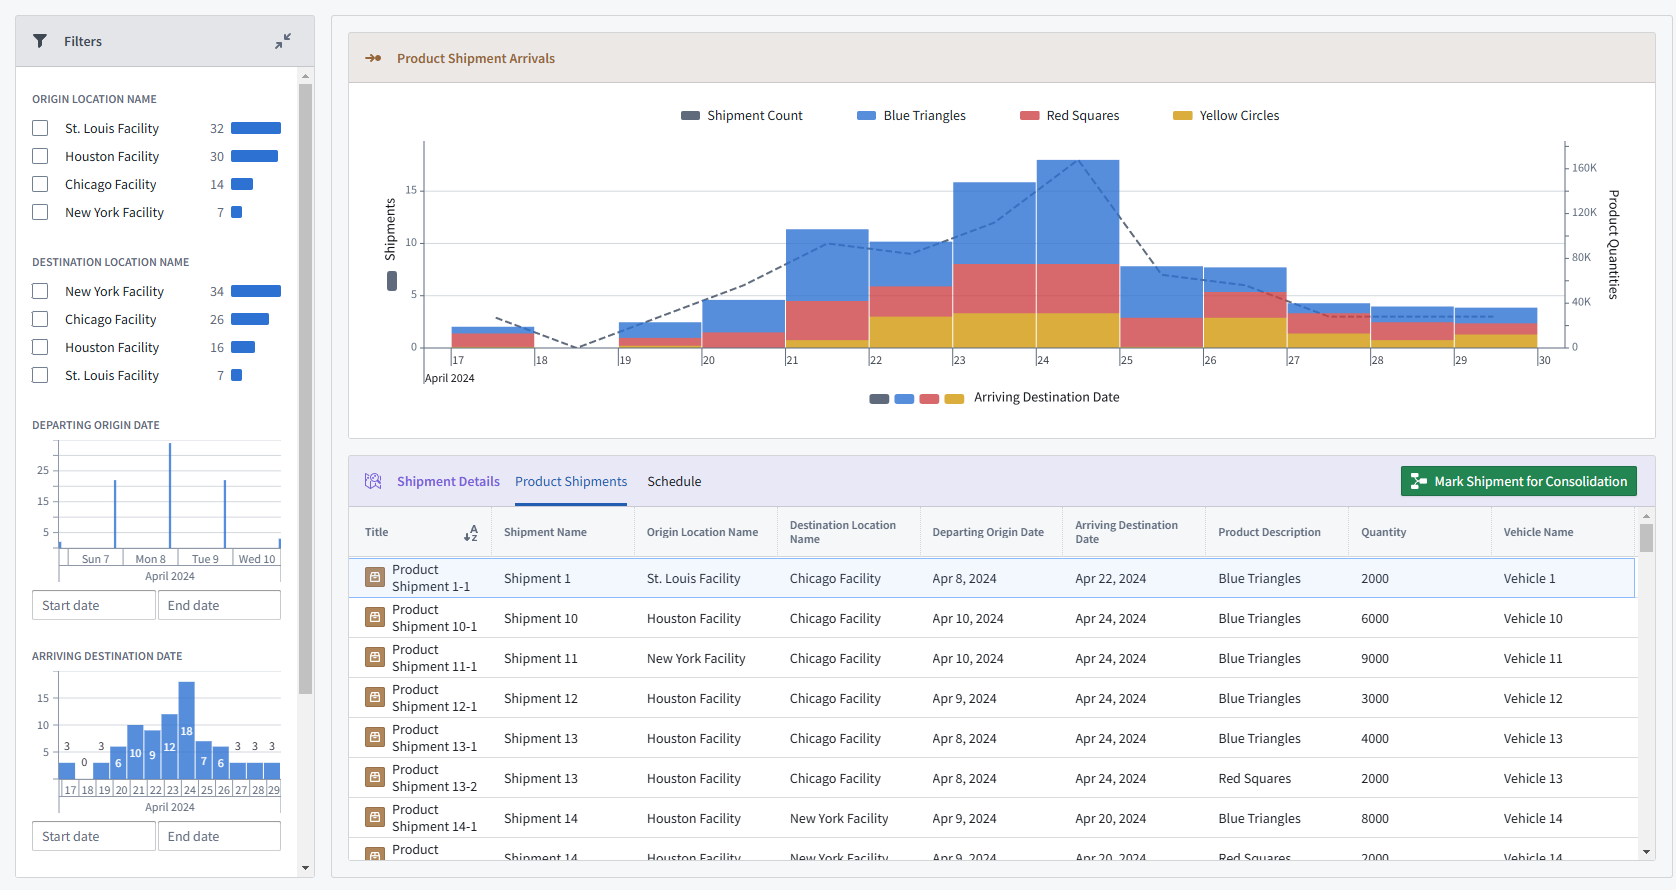 Filters
ORIGIN LOCATION NAME
St. Louis Facility 32
Houston Facility 30
Chicago Facility 14
New York Facility 7
DESTINATION LOCATION NAME
New York Facility 34
Chicago Facility 26
Houston Facility 16
St. Louis Facility 7
DEPARTING ORIGIN DATE
25
15
5
Sun 7 Mon 8 Tue 9 Wed 10
April 2024
Start date End date
ARRIVING DESTINATION DATE
15
10
5
3 0 3 6 10 9 12 18 7 6 3 3 3
17 18 19 20 21 22 23 24 25 26 27 28 29
April 2024
Start date End date
Product Shipment Arrivals
Shipment Count Blue Triangles Red Squares Yellow Circles
Shipments
15
10
5
0
160K
120K
80K
40K
0
Product Quantities
17 18 19 20 21 22 23 24 25 26 27 28 29 30
April 2024
Arriving Destination Date
Shipment Details Product Shipments Schedule Mark Shipment for Consolidation
Title AZ Shipment Name Origin Location Name Destination Location Name Departing Origin Date Arriving Destination Date Product Description Quantity Vehicle Name
Product Shipment 1-1 Shipment 1 St. Louis Facility Chicago Facility Apr 8, 2024 Apr 22, 2024 Blue Triangles 2000 Vehicle 1
Product Shipment 10-1 Shipment 10 Houston Facility Chicago Facility Apr 10, 2024 Apr 24, 2024 Blue Triangles 6000 Vehicle 10
Product Shipment 11-1 Shipment 11 New York Facility Chicago Facility Apr 10, 2024 Apr 24, 2024 Blue Triangles 9000 Vehicle 11
Product Shipment 12-1 Shipment 12 Houston Facility Chicago Facility Apr 9, 2024 Apr 24, 2024 Blue Triangles 3000 Vehicle 12
Product Shipment 13-1 Shipment 13 Houston Facility Chicago Facility Apr 8, 2024 Apr 24, 2024 Blue Triangles 4000 Vehicle 13
Product Shipment 13-2 Shipment 13 Houston Facility Chicago Facility Apr 8, 2024 Apr 24, 2024 Red Squares 2000 Vehicle 13
Product Shipment 14-1 Shipment 14 Houston Facility New York Facility Apr 9, 2024 Apr 20, 2024 Blue Triangles 8000 Vehicle 14
Product Shipment 14 Houston Facility New York Facility Apr 9, 2024 Apr 20, 2024 Red Squares 2000 Vehicle 14